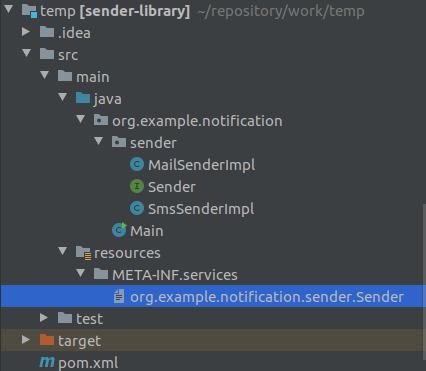 temp [sender-library] ~/repository/work/temp
.idea
src
main
java
org.example.notification
sender
C MailSenderImpl
I Sender
C SmsSenderImpl
C Main
resources
META-INF.services
org.example.notification.sender.Sender
test
target
m pom.xml